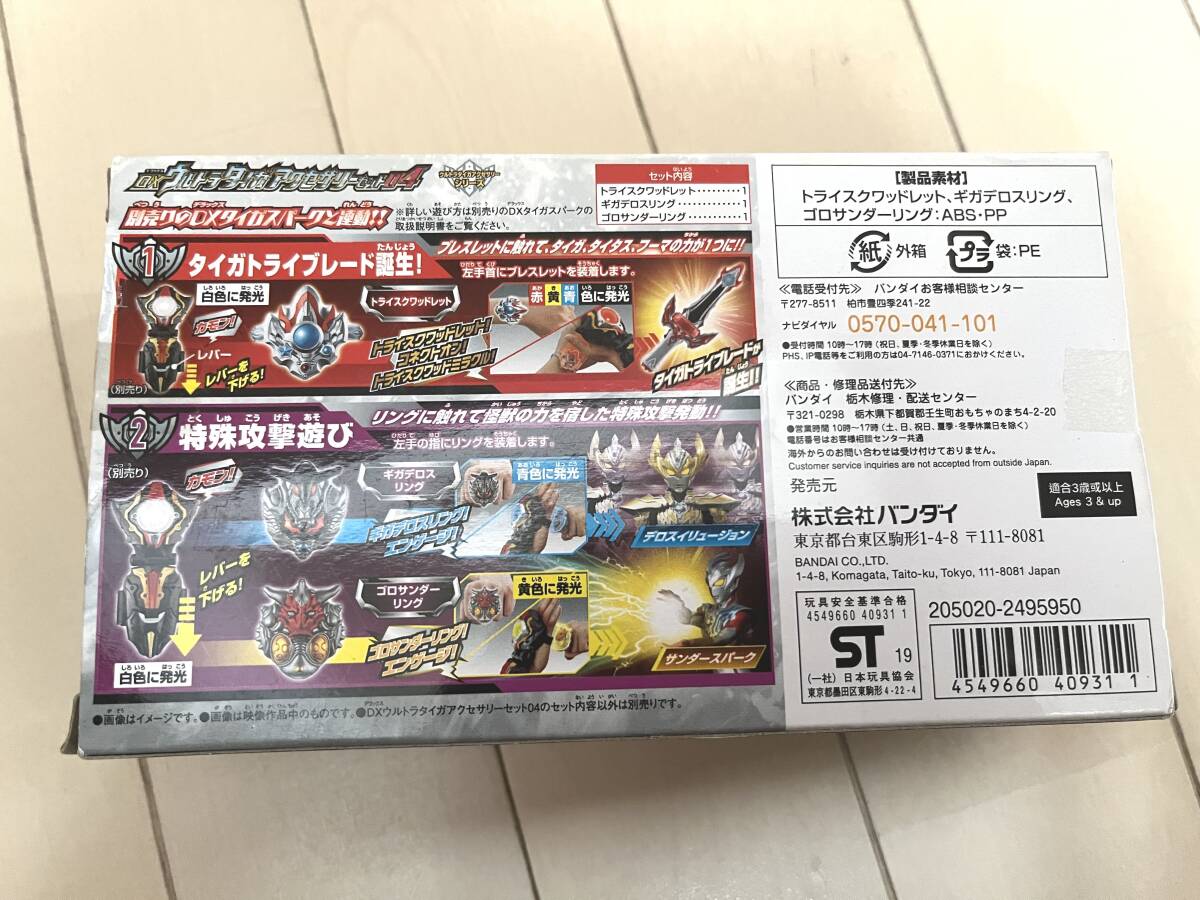 DXウルトラタイガアクセサリーセット04
ウルトラタイガアクセサリー
シリーズ
別売りのDXタイガスパークと連動!!
※詳しい遊び方は別売りのDXタイガスパークの
取扱説明書をご覧ください。
セット内容
トライスクワッドレット………1
ギガデロスリング………1
ゴロサンダーリング………1
1
タイガトライブレード誕生!
ブレスレットに触れて、タイガ、タイタス、フーマの力が1つに!!
左手首にブレスレットを装着します。
白色に発光
カモン!
レバー
レバーを
下げる!
(別売り)
トライスクワッドレット
トライスクワッドレット!
コネクトオン!
トライスクワッドミラクル!
赤 黄 青 色に発光
タイガトライブレードが
誕生!!
2
特殊攻撃遊び
リングに触れて怪獣の力を宿した特殊攻撃発動!!
左手の指にリングを装着します。
(別売り)
カモン!
レバーを
下げる!
白色に発光
ギガデロス
リング
ギガデロスリング!
エンゲージ!
青色に発光
デロスイリュージョン
ゴロサンダー
リング
ゴロサンダーリング!
エンゲージ!
黄色に発光
サンダースパーク
●画像はイメージです。●画像は映像作品中のものです。●DXウルトラタイガアクセサリーセット04のセット内容以外は別売りです。
【製品素材】
トライスクワッドレット、ギガデロスリング、
ゴロサンダーリング:ABS・PP
紙 外箱 プラ 袋:PE
≪電話受付先≫ バンダイお客様相談センター
〒277-8511 柏市豊四季241-22
ナビダイヤル 0570-041-101
●受付時間 10時〜17時(祝日、夏季・冬季休業日を除く)
PHS、IP電話等をご利用の方は04-7146-0371におかけください。
≪商品・修理品送付先≫
バンダイ 栃木修理・配送センター
〒321-0298 栃木県下都賀郡壬生町おもちゃのまち4-2-20
●営業時間 10時〜17時(土、日、祝日、夏季・冬季休業日を除く)
電話番号はお客様相談センター共通
海外からのお問い合わせは受け付けておりません。
Customer service inquiries are not accepted from outside Japan.
発売元
適合3歳或以上
Ages 3 & up
株式会社バンダイ
東京都台東区駒形1-4-8 〒111-8081
BANDAI CO.,LTD.
1-4-8, Komagata, Taito-ku, Tokyo, 111-8081 Japan
玩具安全基準合格
4549660 40931 1
ST 19
(一社)日本玩具協会
東京都墨田区東駒形4-22-4
205020-2495950
4549660 409311